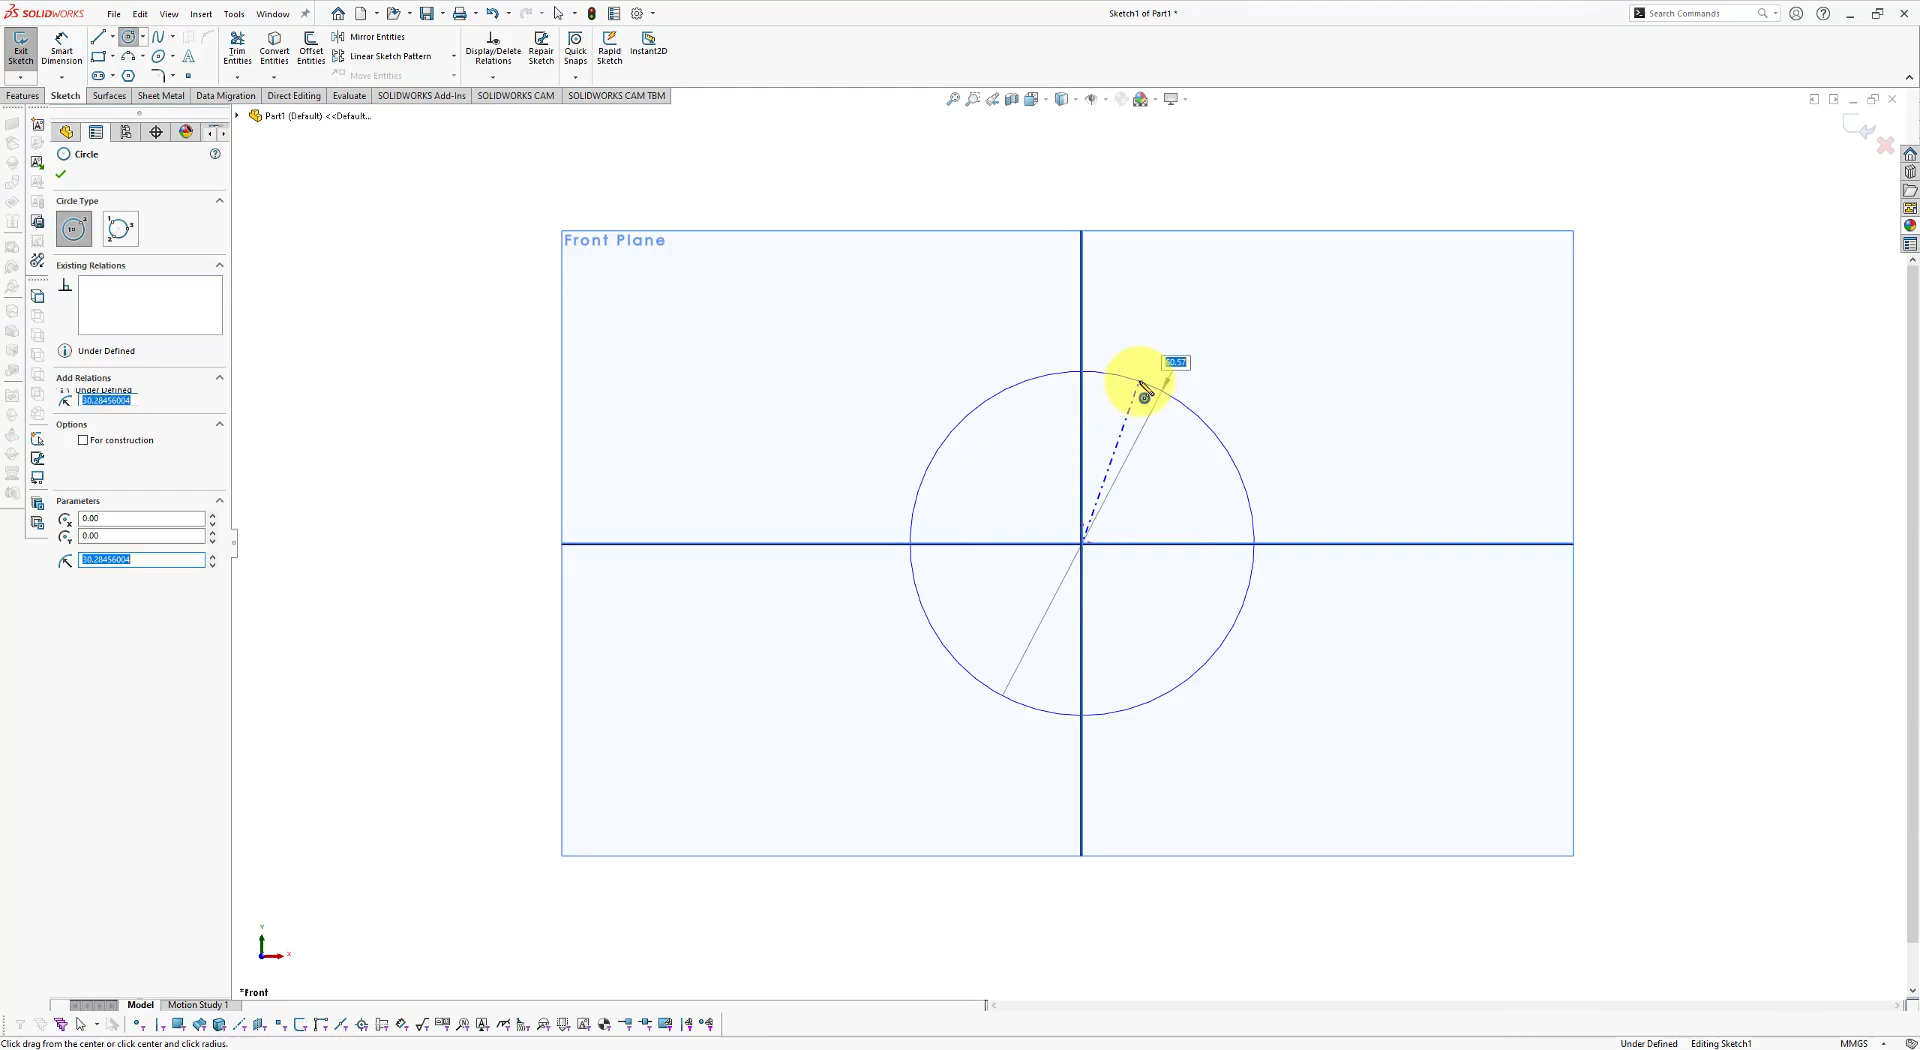 SOLIDWORKS
File Edit View Insert Tools Window
Sketch1 of Part1 *
Search Commands
Exit Sketch
Smart Dimension
Trim Entities
Convert Entities
Offset Entities
Mirror Entities
Linear Sketch Pattern
Move Entities
Display/Delete Relations
Repair Sketch
Quick Snaps
Rapid Sketch
Instant2D
Features Sketch Surfaces Sheet Metal Data Migration Direct Editing Evaluate SOLIDWORKS Add-Ins SOLIDWORKS CAM SOLIDWORKS CAM TBM
Part1 (Default) <<Default...
Circle
Circle Type
Existing Relations
Under Defined
Add Relations
Under Defined
30.28456004
Options
For construction
Parameters
0.00
0.00
30.28456004
Front Plane
60.57
Y
X
*Front
Model Motion Study 1
Click drag from the center or click center and click radius.
Under Defined Editing Sketch1 MMGS